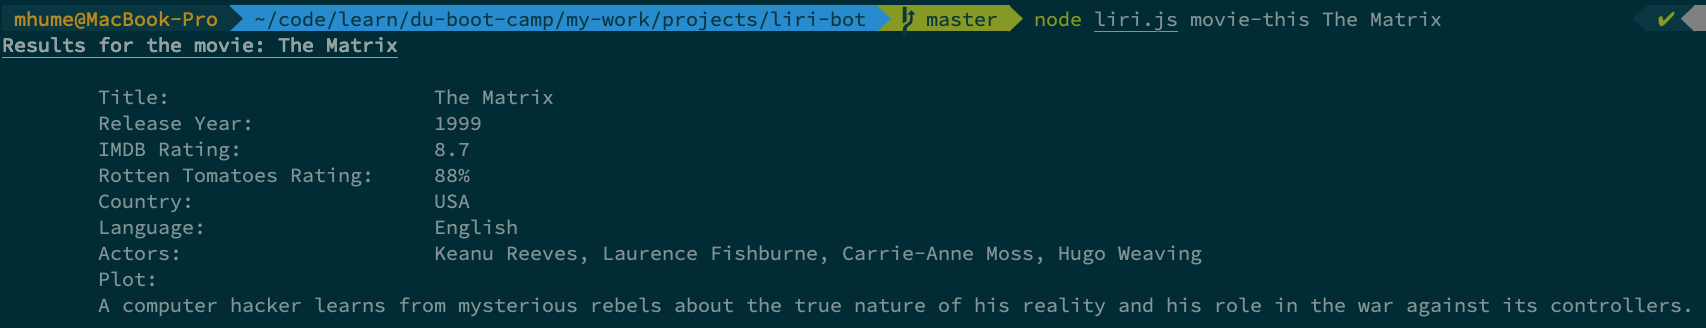 mhume@MacBook-Pro ~/code/learn/du-boot-camp/my-work/projects/liri-bot master node liri.js movie-this The Matrix ✔
Results for the movie: The Matrix
Title: The Matrix
Release Year: 1999
IMDB Rating: 8.7
Rotten Tomatoes Rating: 88%
Country: USA
Language: English
Actors: Keanu Reeves, Laurence Fishburne, Carrie-Anne Moss, Hugo Weaving
Plot:
A computer hacker learns from mysterious rebels about the true nature of his reality and his role in the war against its controllers.